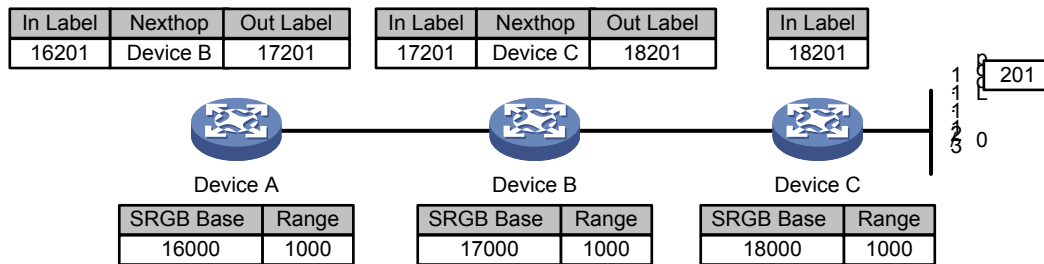 In Label Nexthop Out Label
16201 Device B 17201
In Label Nexthop Out Label
17201 Device C 18201
In Label
18201
201
0
Device A
Device B
Device C
SRGB Base Range
16000 1000
SRGB Base Range
17000 1000
SRGB Base Range
18000 1000